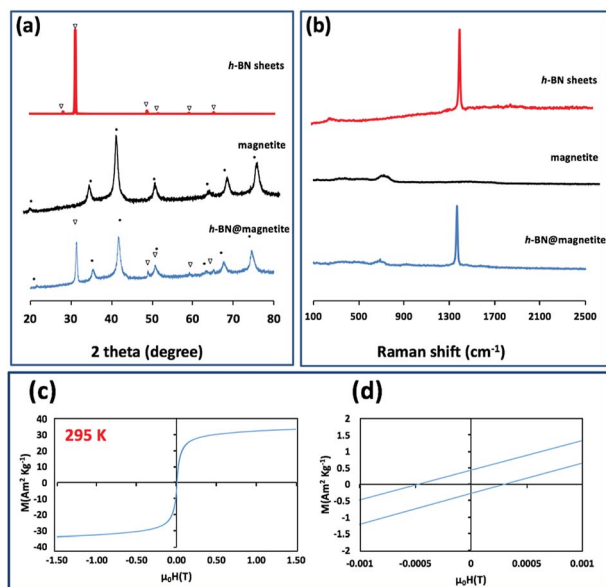 (a)
h-BN sheets
magnetite
h-BN@magnetite
20 30 40 50 60 70 80
2 theta (degree)
(b)
h-BN sheets
magnetite
h-BN@magnetite
100 500 900 1300 1700 2100 2500
Raman shift (cm⁻¹)
(c)
295 K
M(Am² Kg⁻¹)
40
30
20
10
0
-10
-20
-30
-40
-1.50 -1.00 -0.50 0.00 0.50 1.00 1.50
μ₀H(T)
(d)
M(Am² Kg⁻¹)
2
1.5
1
0.5
0
-0.5
-1
-1.5
-2
-0.001 -0.0005 0 0.0005 0.001
μ₀H(T)